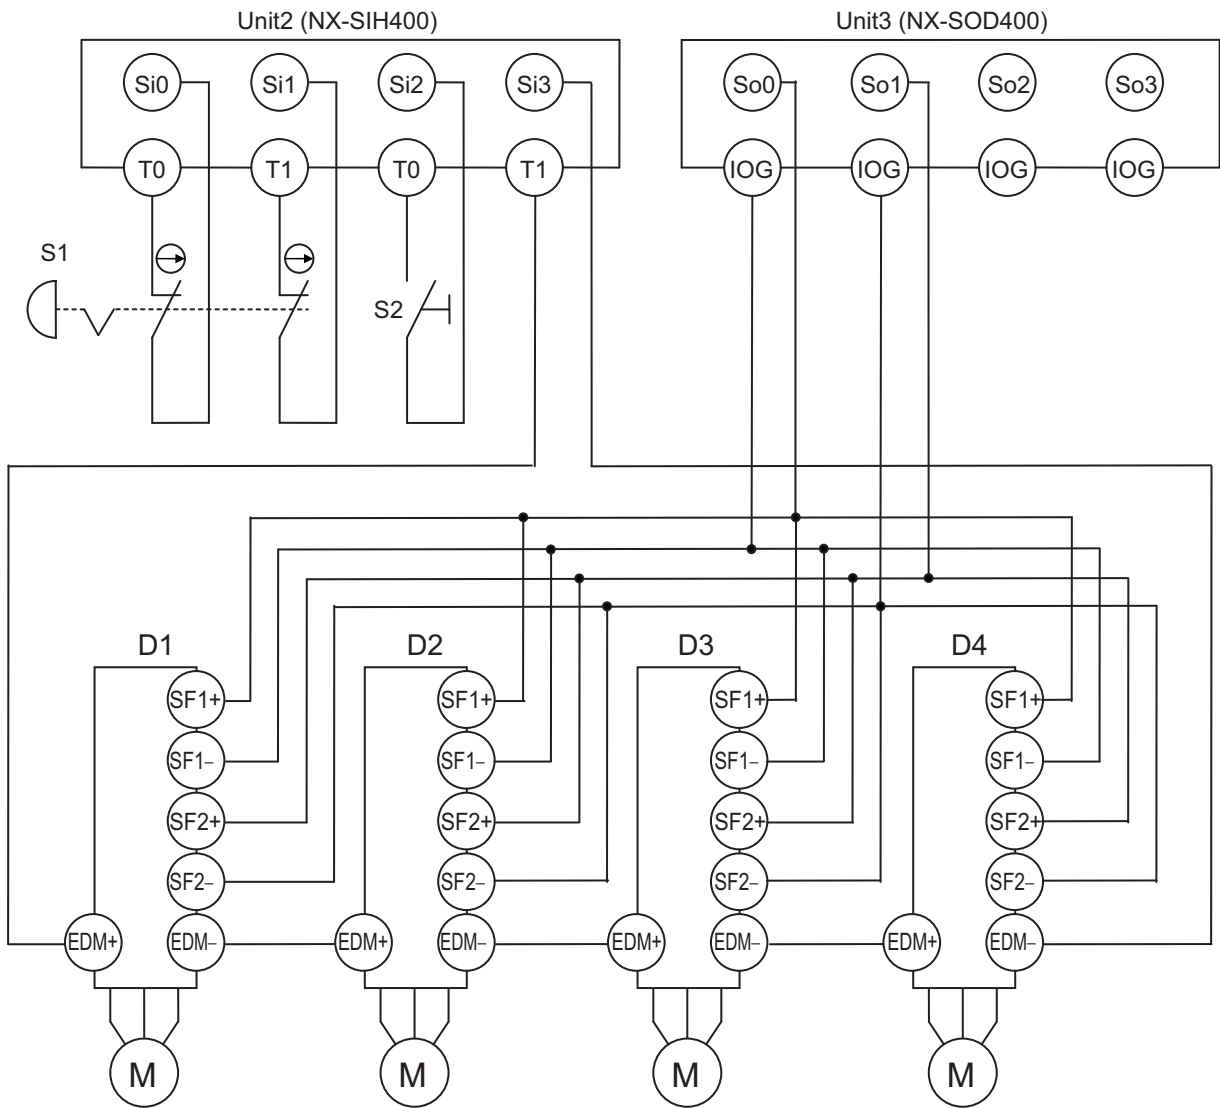 Unit2 (NX-SIH400) Unit3 (NX-SOD400)
Si0 Si1 Si2 Si3 So0 So1 So2 So3
T0 T1 T0 T1 IOG IOG IOG IOG
S1
S2
D1 D2 D3 D4
SF1+ SF1+ SF1+ SF1+
SF1− SF1− SF1− SF1−
SF2+ SF2+ SF2+ SF2+
SF2− SF2− SF2− SF2−
EDM+ EDM− EDM+ EDM− EDM+ EDM− EDM+ EDM−
M M M M